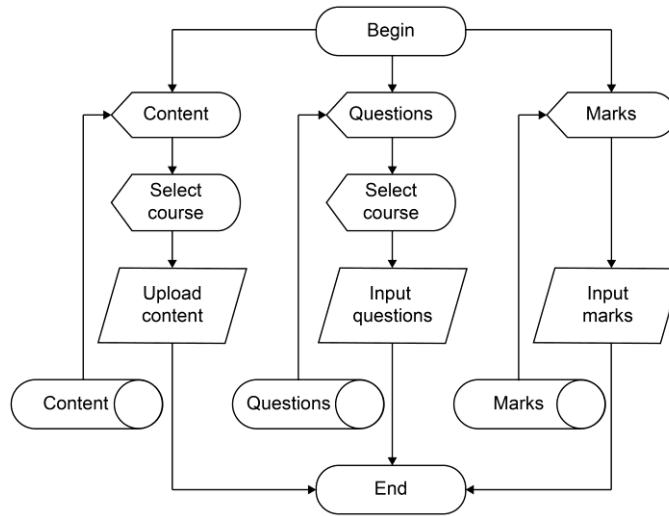 Begin
Content
Questions
Marks
Select
course
Select
course
Upload
content
Input
questions
Input
marks
Content
Questions
Marks
End